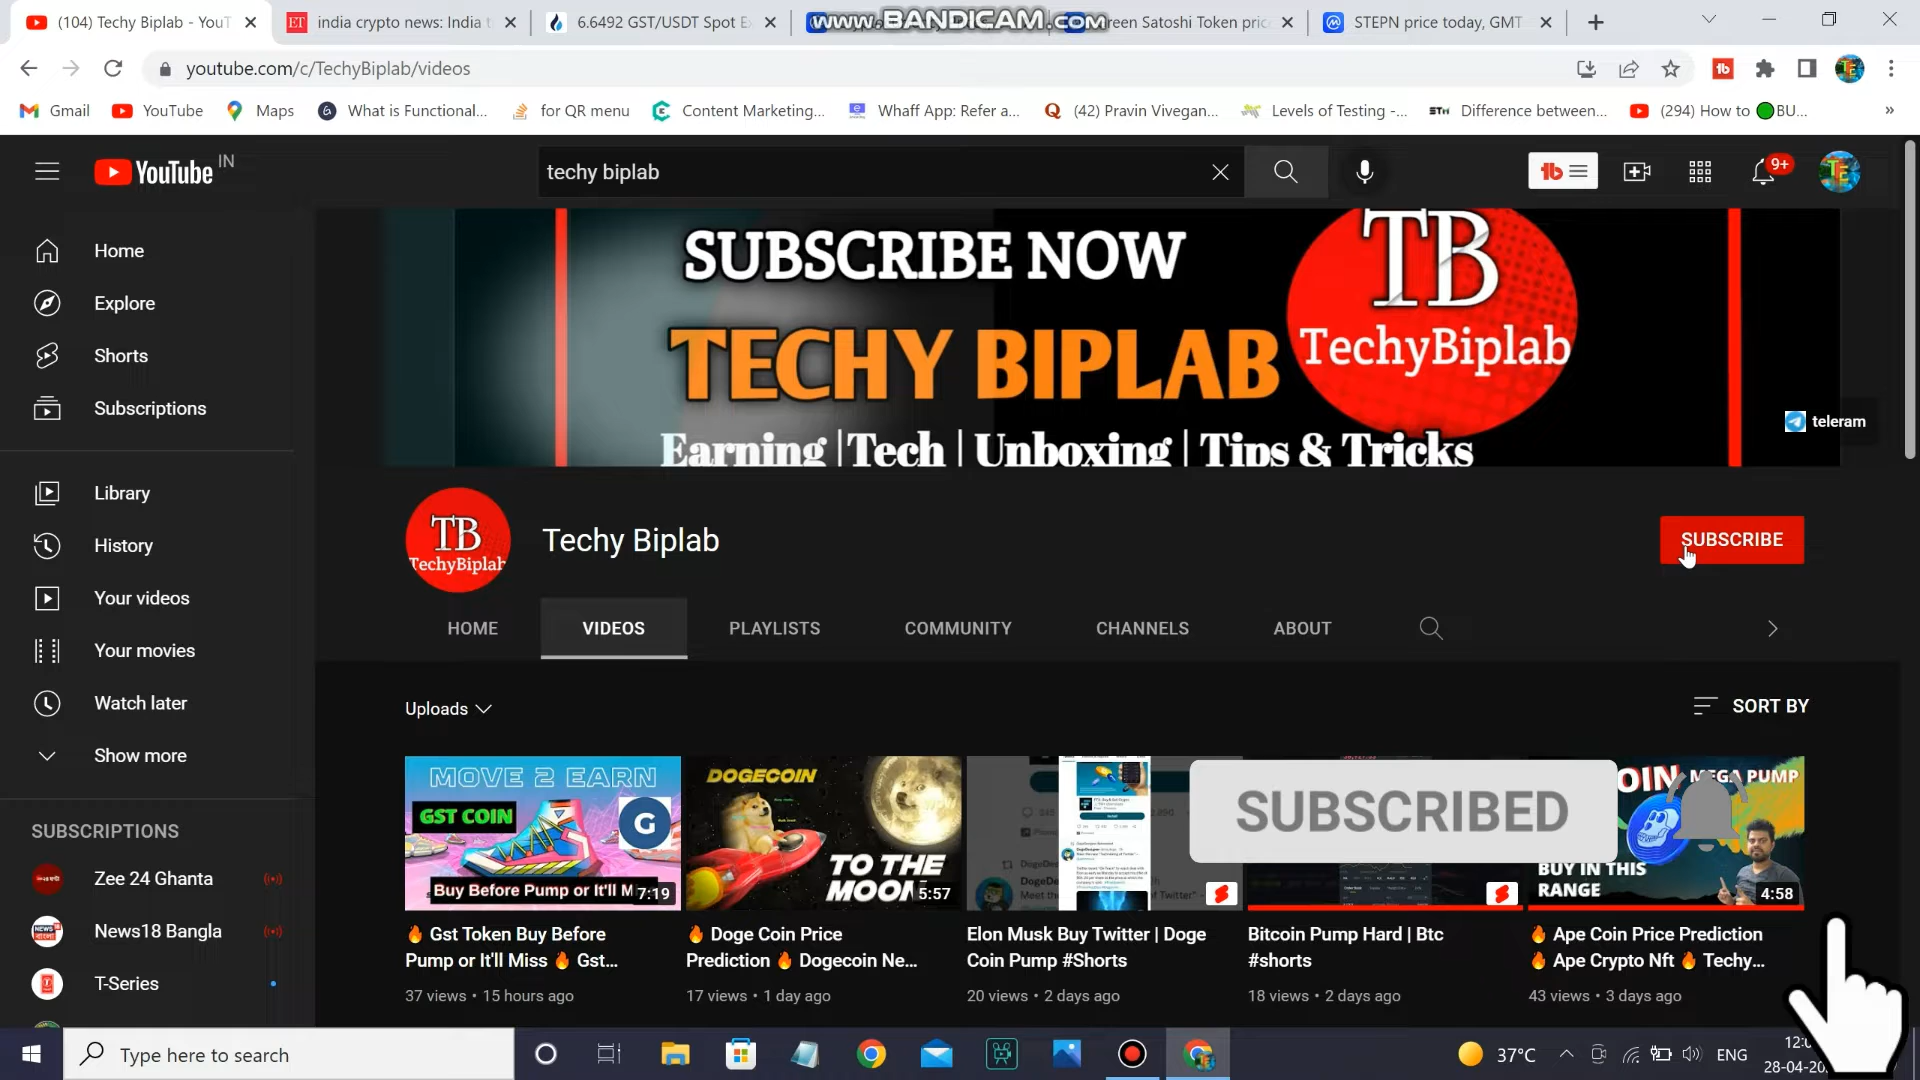 (104) Techy Biplab - YouT
india crypto news: India t
6.6492 GST/USDT Spot E
www.BANDICAM.com
reen Satoshi Token pric
STEPN price today, GMT
youtube.com/c/TechyBiplab/videos
Gmail
YouTube
Maps
What is Functional...
for QR menu
Content Marketing...
Whaff App: Refer a...
(42) Pravin Vivegan...
Levels of Testing -...
Difference between...
(294) How to 🟢BU...
»
YouTube IN
techy biplab
9+
Home
Explore
Shorts
Subscriptions
Library
History
Your videos
Your movies
Watch later
Show more
SUBSCRIPTIONS
Zee 24 Ghanta
News18 Bangla
T-Series
SUBSCRIBE NOW
TECHY BIPLAB
Earning |Tech | Unboxing | Tips & Tricks
TB
TechyBiplab
teleram
TB
TechyBiplab
Techy Biplab
SUBSCRIBE
HOME
VIDEOS
PLAYLISTS
COMMUNITY
CHANNELS
ABOUT
Uploads
SORT BY
MOVE 2 EARN
GST COIN
G
Buy Before Pump or It'll M
7:19
DOGECOIN
TO THE
MOON
5:57
SUBSCRIBED
OIN MEGA PUMP
BUY IN THIS
RANGE
4:58
🔥 Gst Token Buy Before
Pump or It'll Miss 🔥 Gst...
37 views • 15 hours ago
🔥 Doge Coin Price
Prediction 🔥 Dogecoin Ne...
17 views • 1 day ago
Elon Musk Buy Twitter | Doge
Coin Pump #Shorts
20 views • 2 days ago
Bitcoin Pump Hard | Btc
#shorts
18 views • 2 days ago
🔥 Ape Coin Price Prediction
🔥 Ape Crypto Nft 🔥 Techy...
43 views • 3 days ago
Type here to search
37°C
ENG
12:0
28-04-20